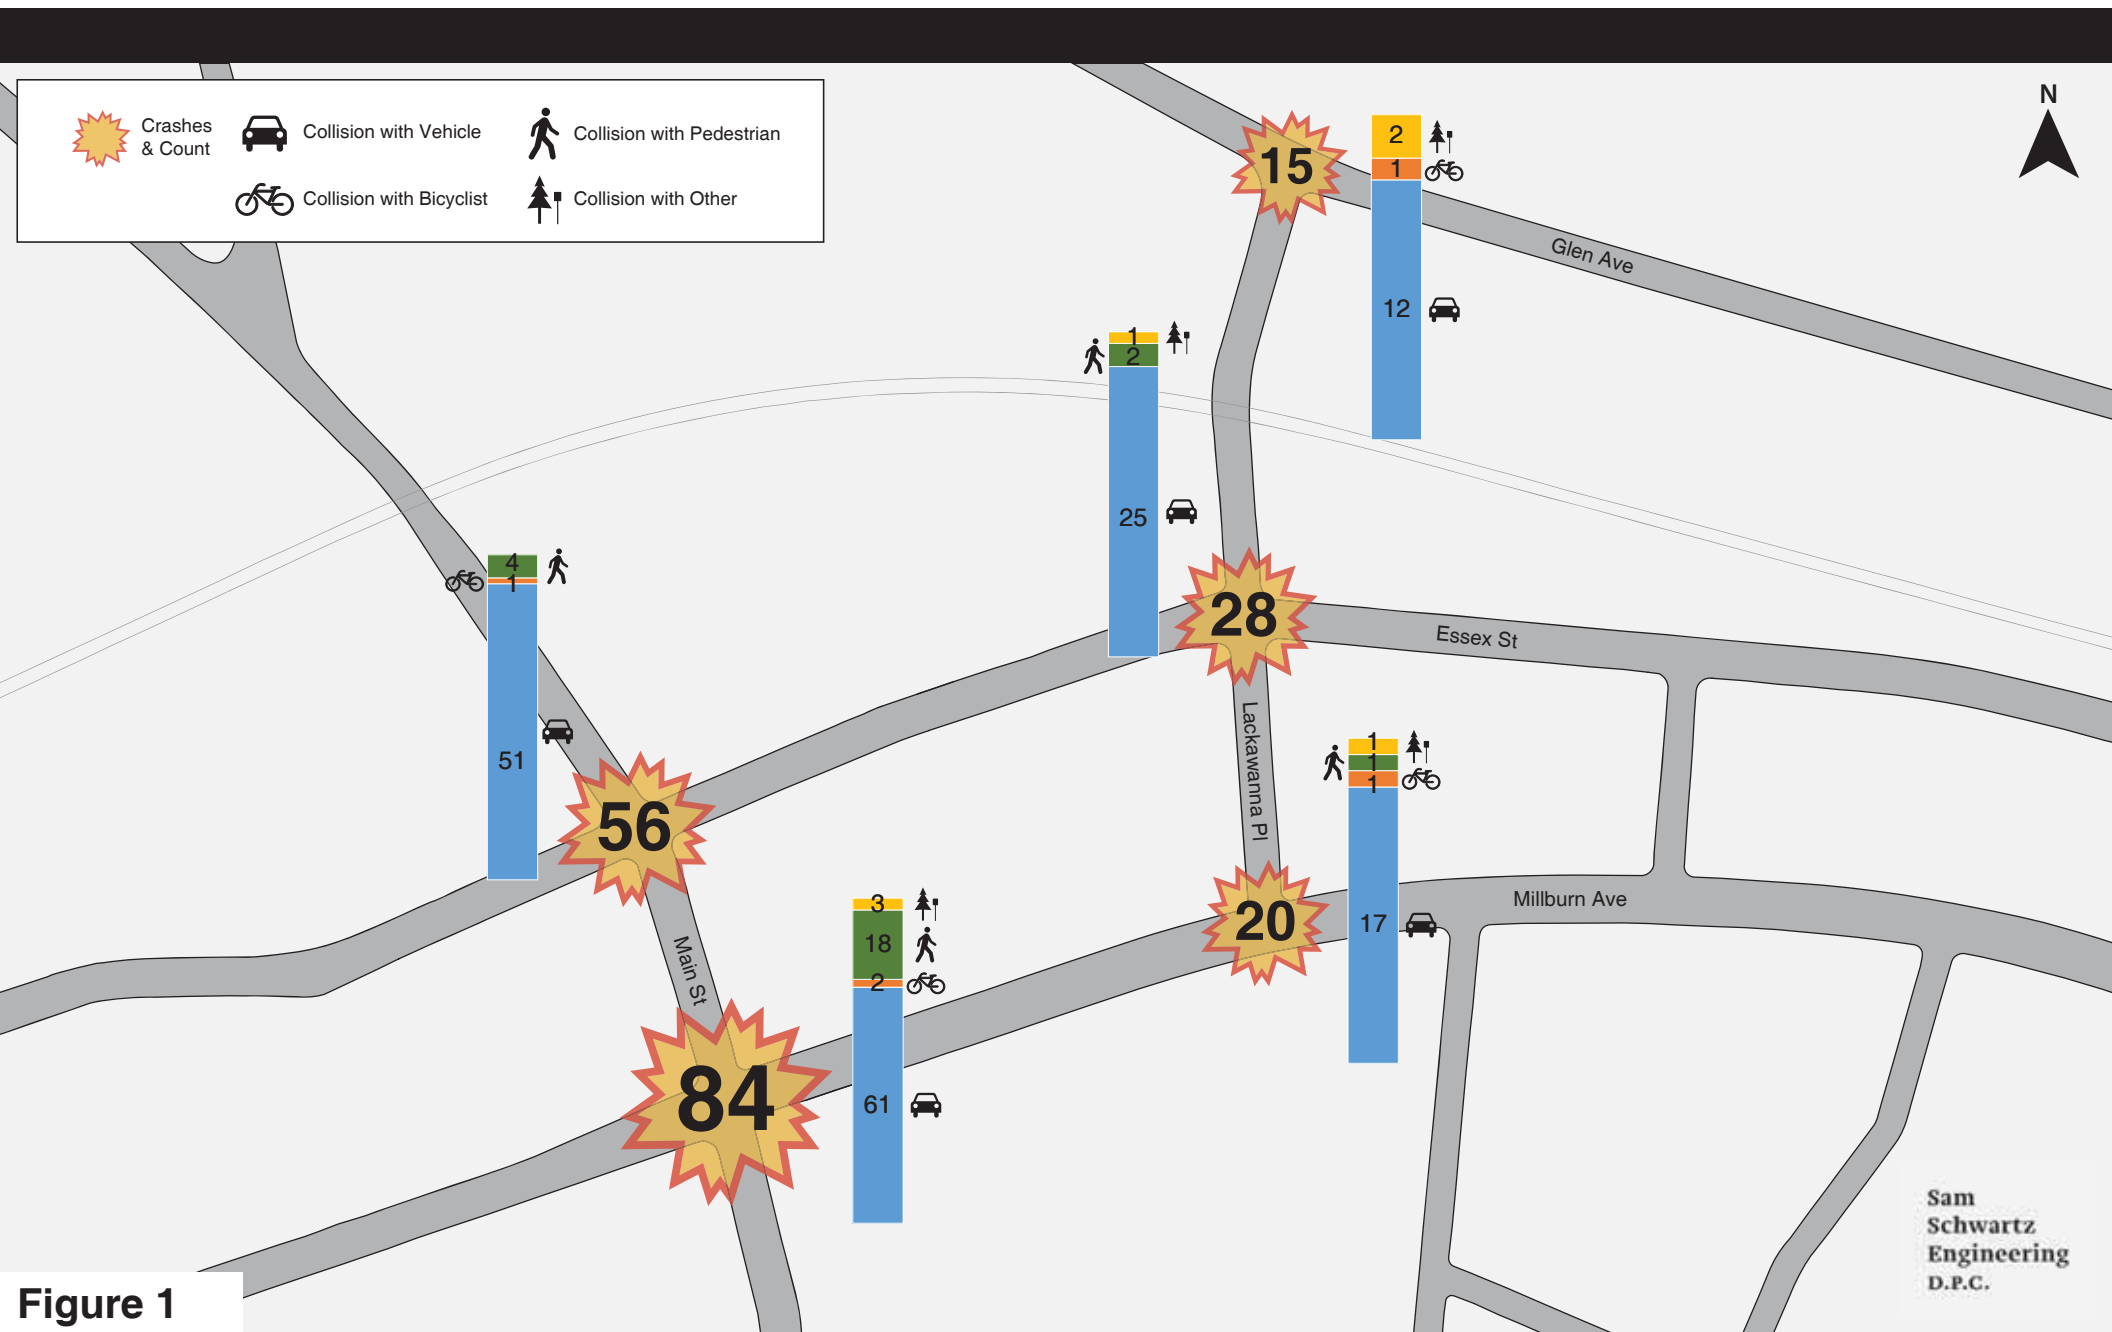 Crashes
& Count
Collision with Vehicle
Collision with Pedestrian
Collision with Bicyclist
Collision with Other
N
15
2
1
12
Glen Ave
1
2
25
28
Essex St
4
1
51
56
Lackawanna Pl
1
1
1
17
20
Millburn Ave
Main St
3
18
2
61
84
Sam
Schwartz
Engineering
D.P.C.
Figure 1